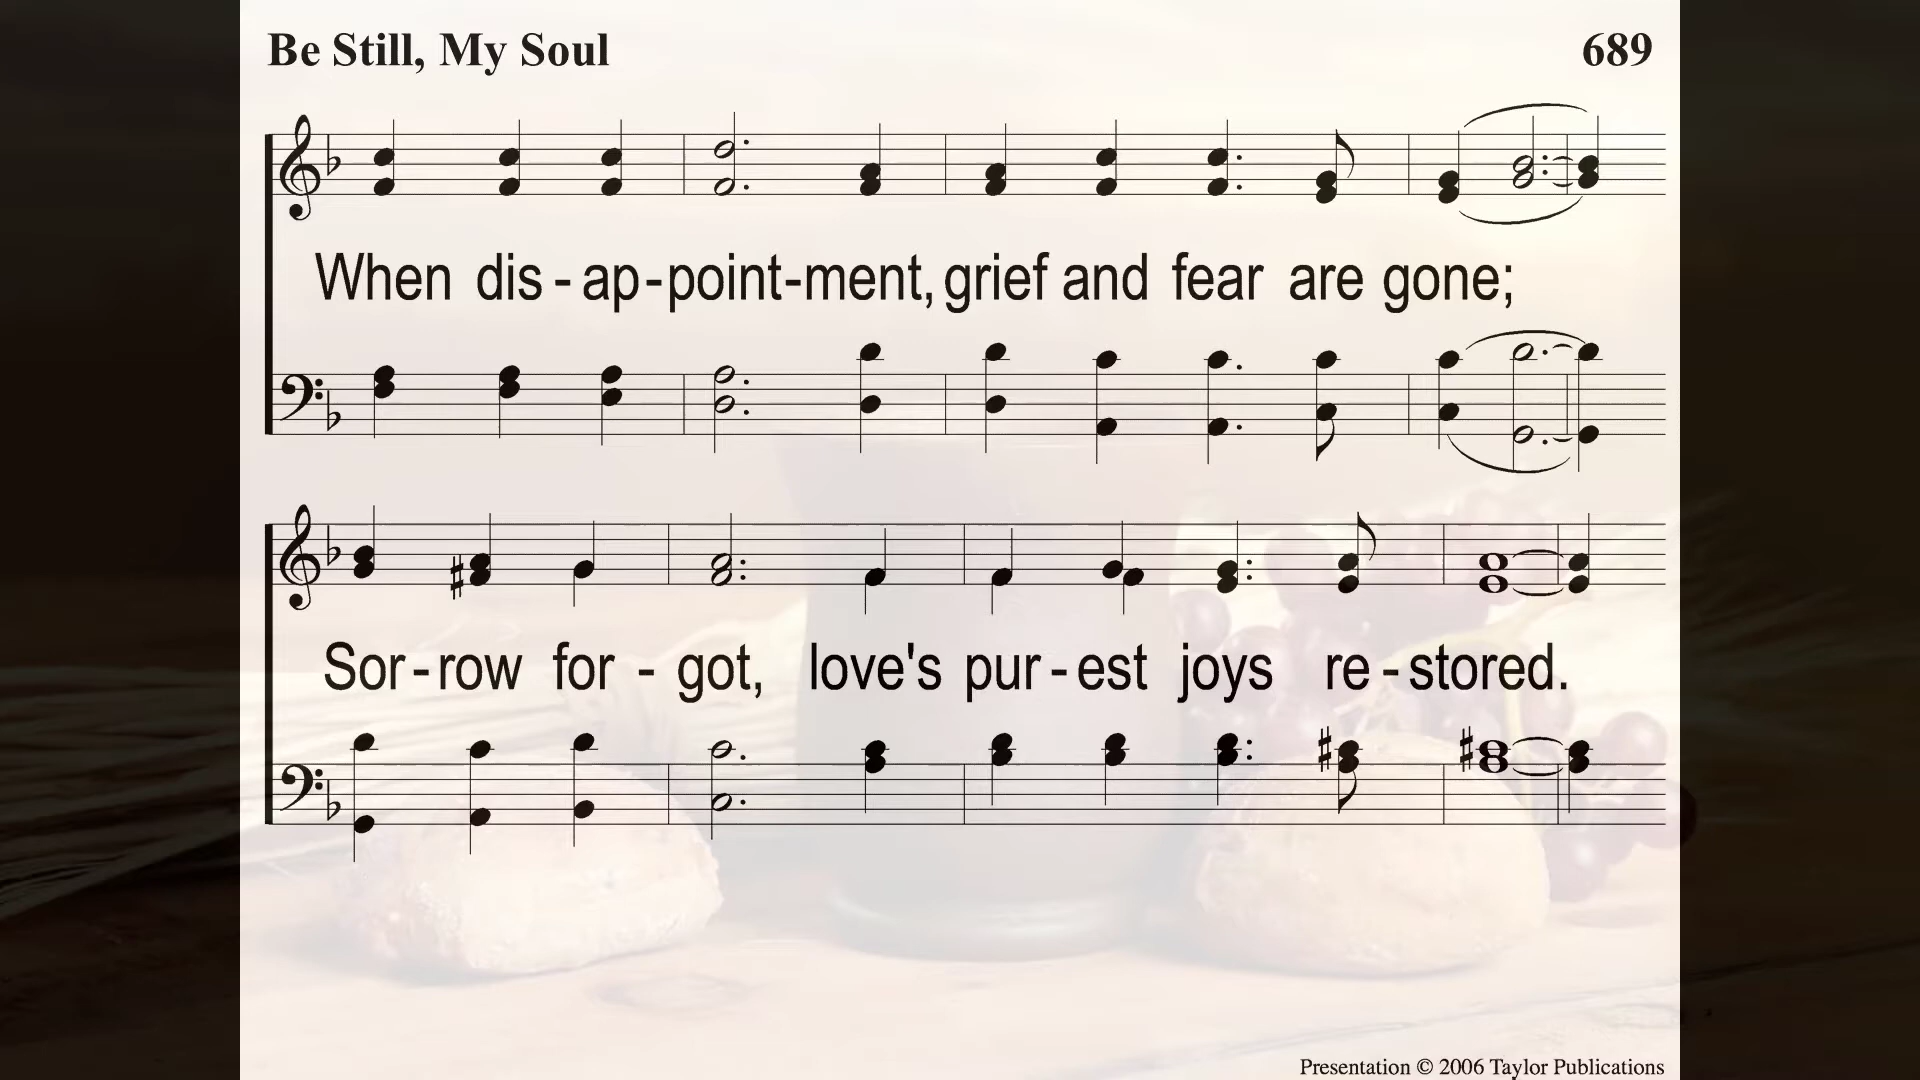 Be Still, My Soul 689
When dis-ap-point-ment, grief and fear are gone;
Sor-row for - got, love's pur-est joys re-stored.
Presentation © 2006 Taylor Publications